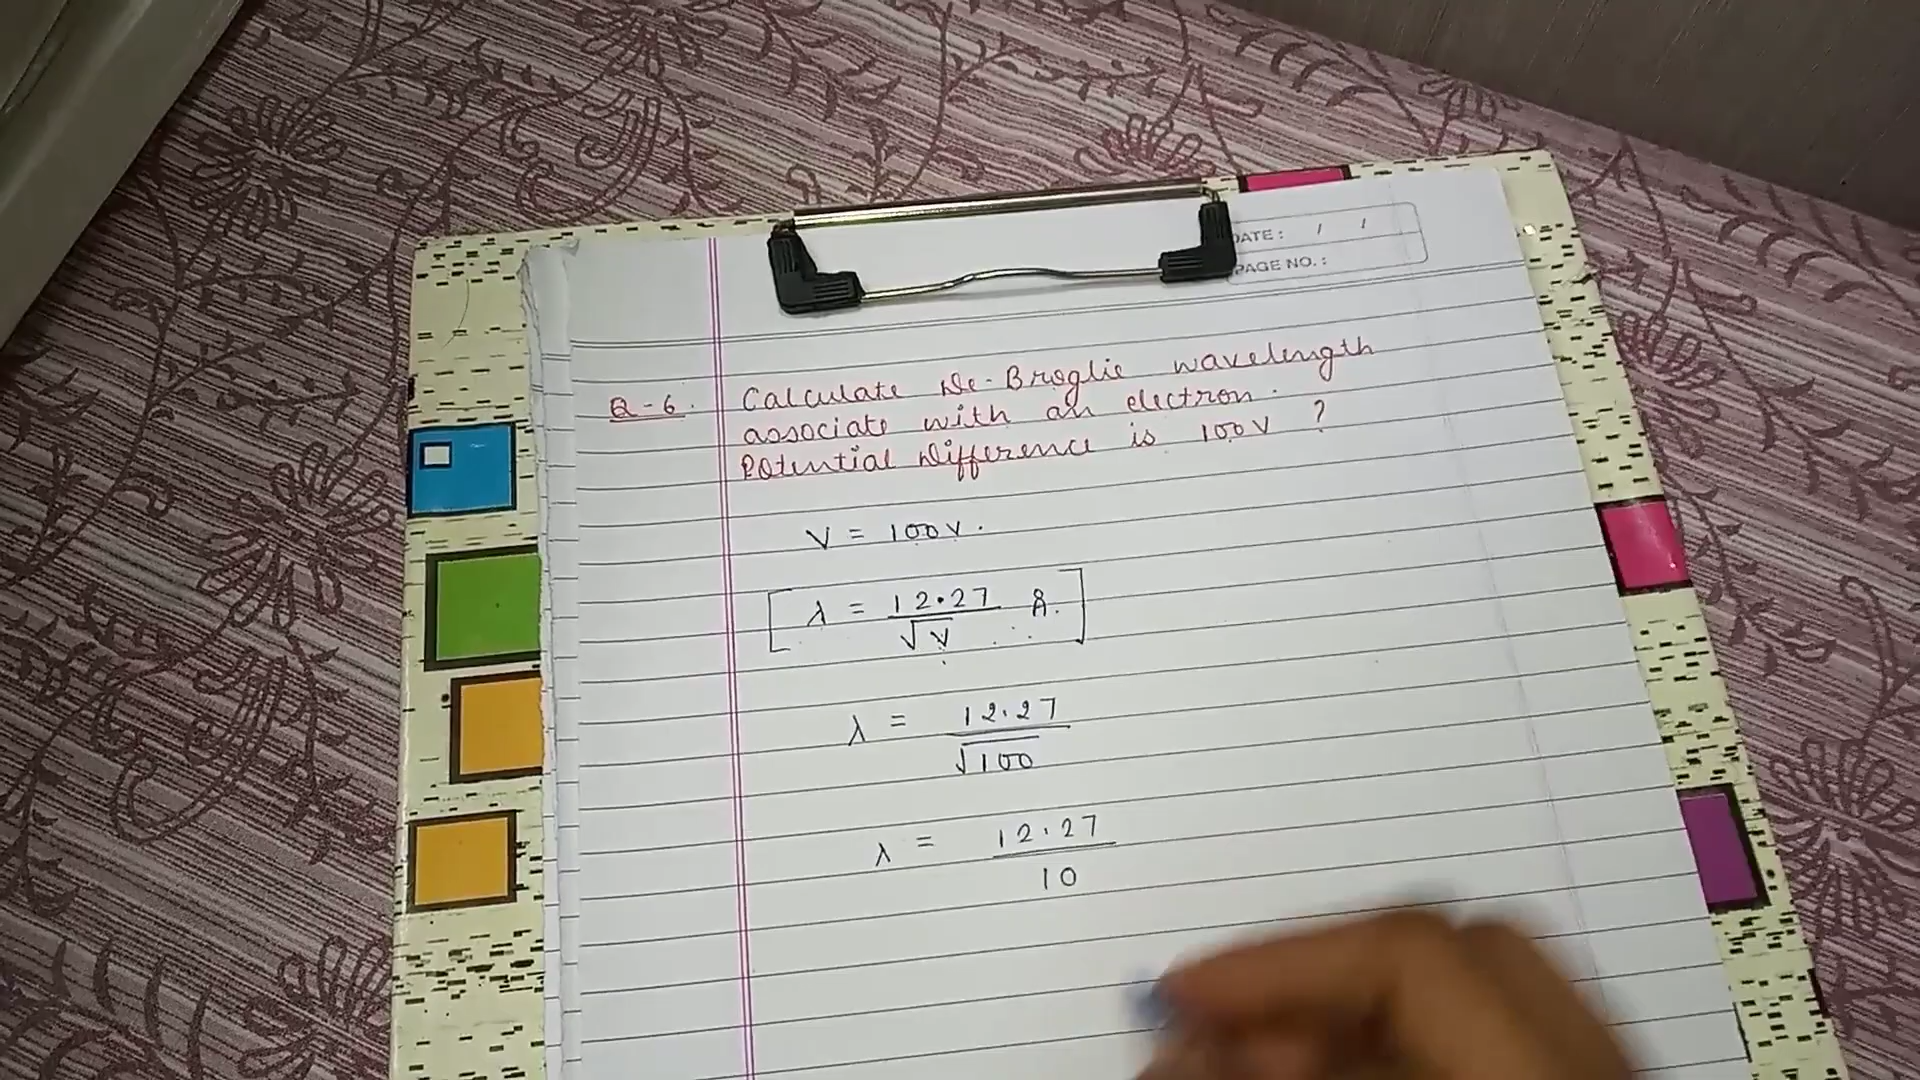 DATE: / /
PAGE NO.:
Q-6. Calculate De-Broglie wavelength
associate with an electron.
Potential Difference is 100V ?
V = 100V.
[ λ = 12.27 / √V Å. ]
λ = 12.27 / √100
λ = 12.27 / 10